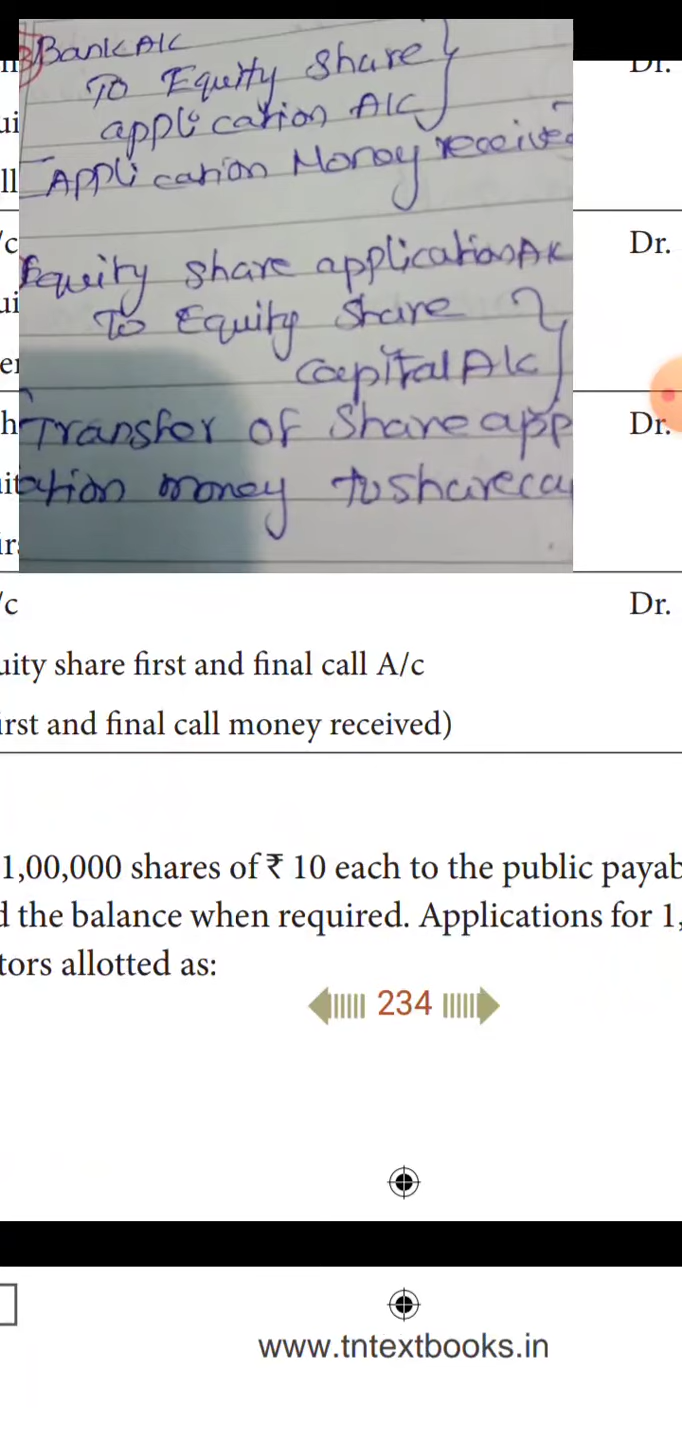 Bank A/c
To Equity Share
application A/c
Application Money received
Dr.
Equity share application A/c
Dr.
To Equity Share
Capital A/c
Transfer of Share app
Dr.
ation money to shareca
/c
Dr.
uity share first and final call A/c
irst and final call money received)
1,00,000 shares of ₹ 10 each to the public payab
d the balance when required. Applications for 1,
tors allotted as:
234
www.tntextbooks.in